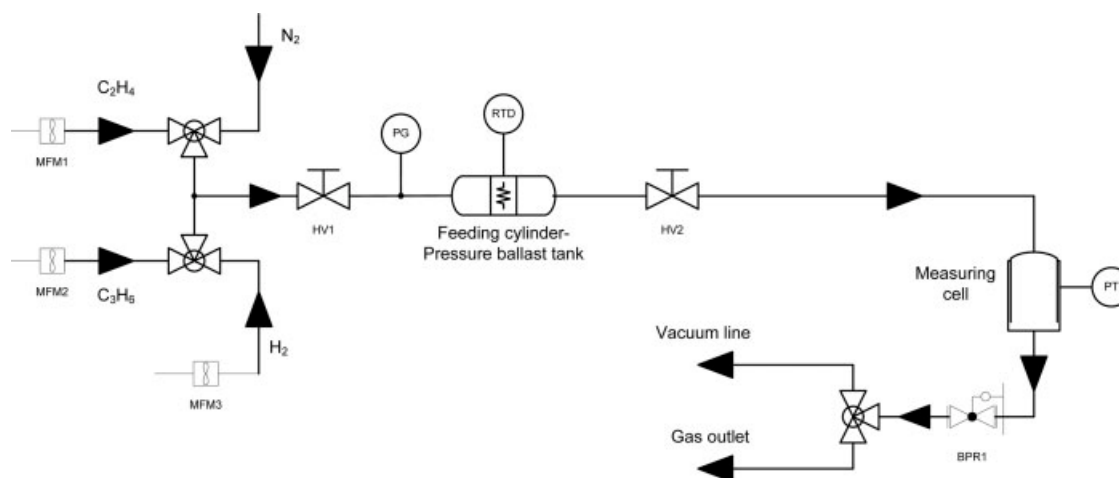 N₂
C₂H₄
MFM1
PG
RTD
HV1
Feeding cylinder-
Pressure ballast tank
HV2
MFM2
C₃H₆
H₂
MFM3
Measuring
cell
PT
Vacuum line
Gas outlet
BPR1